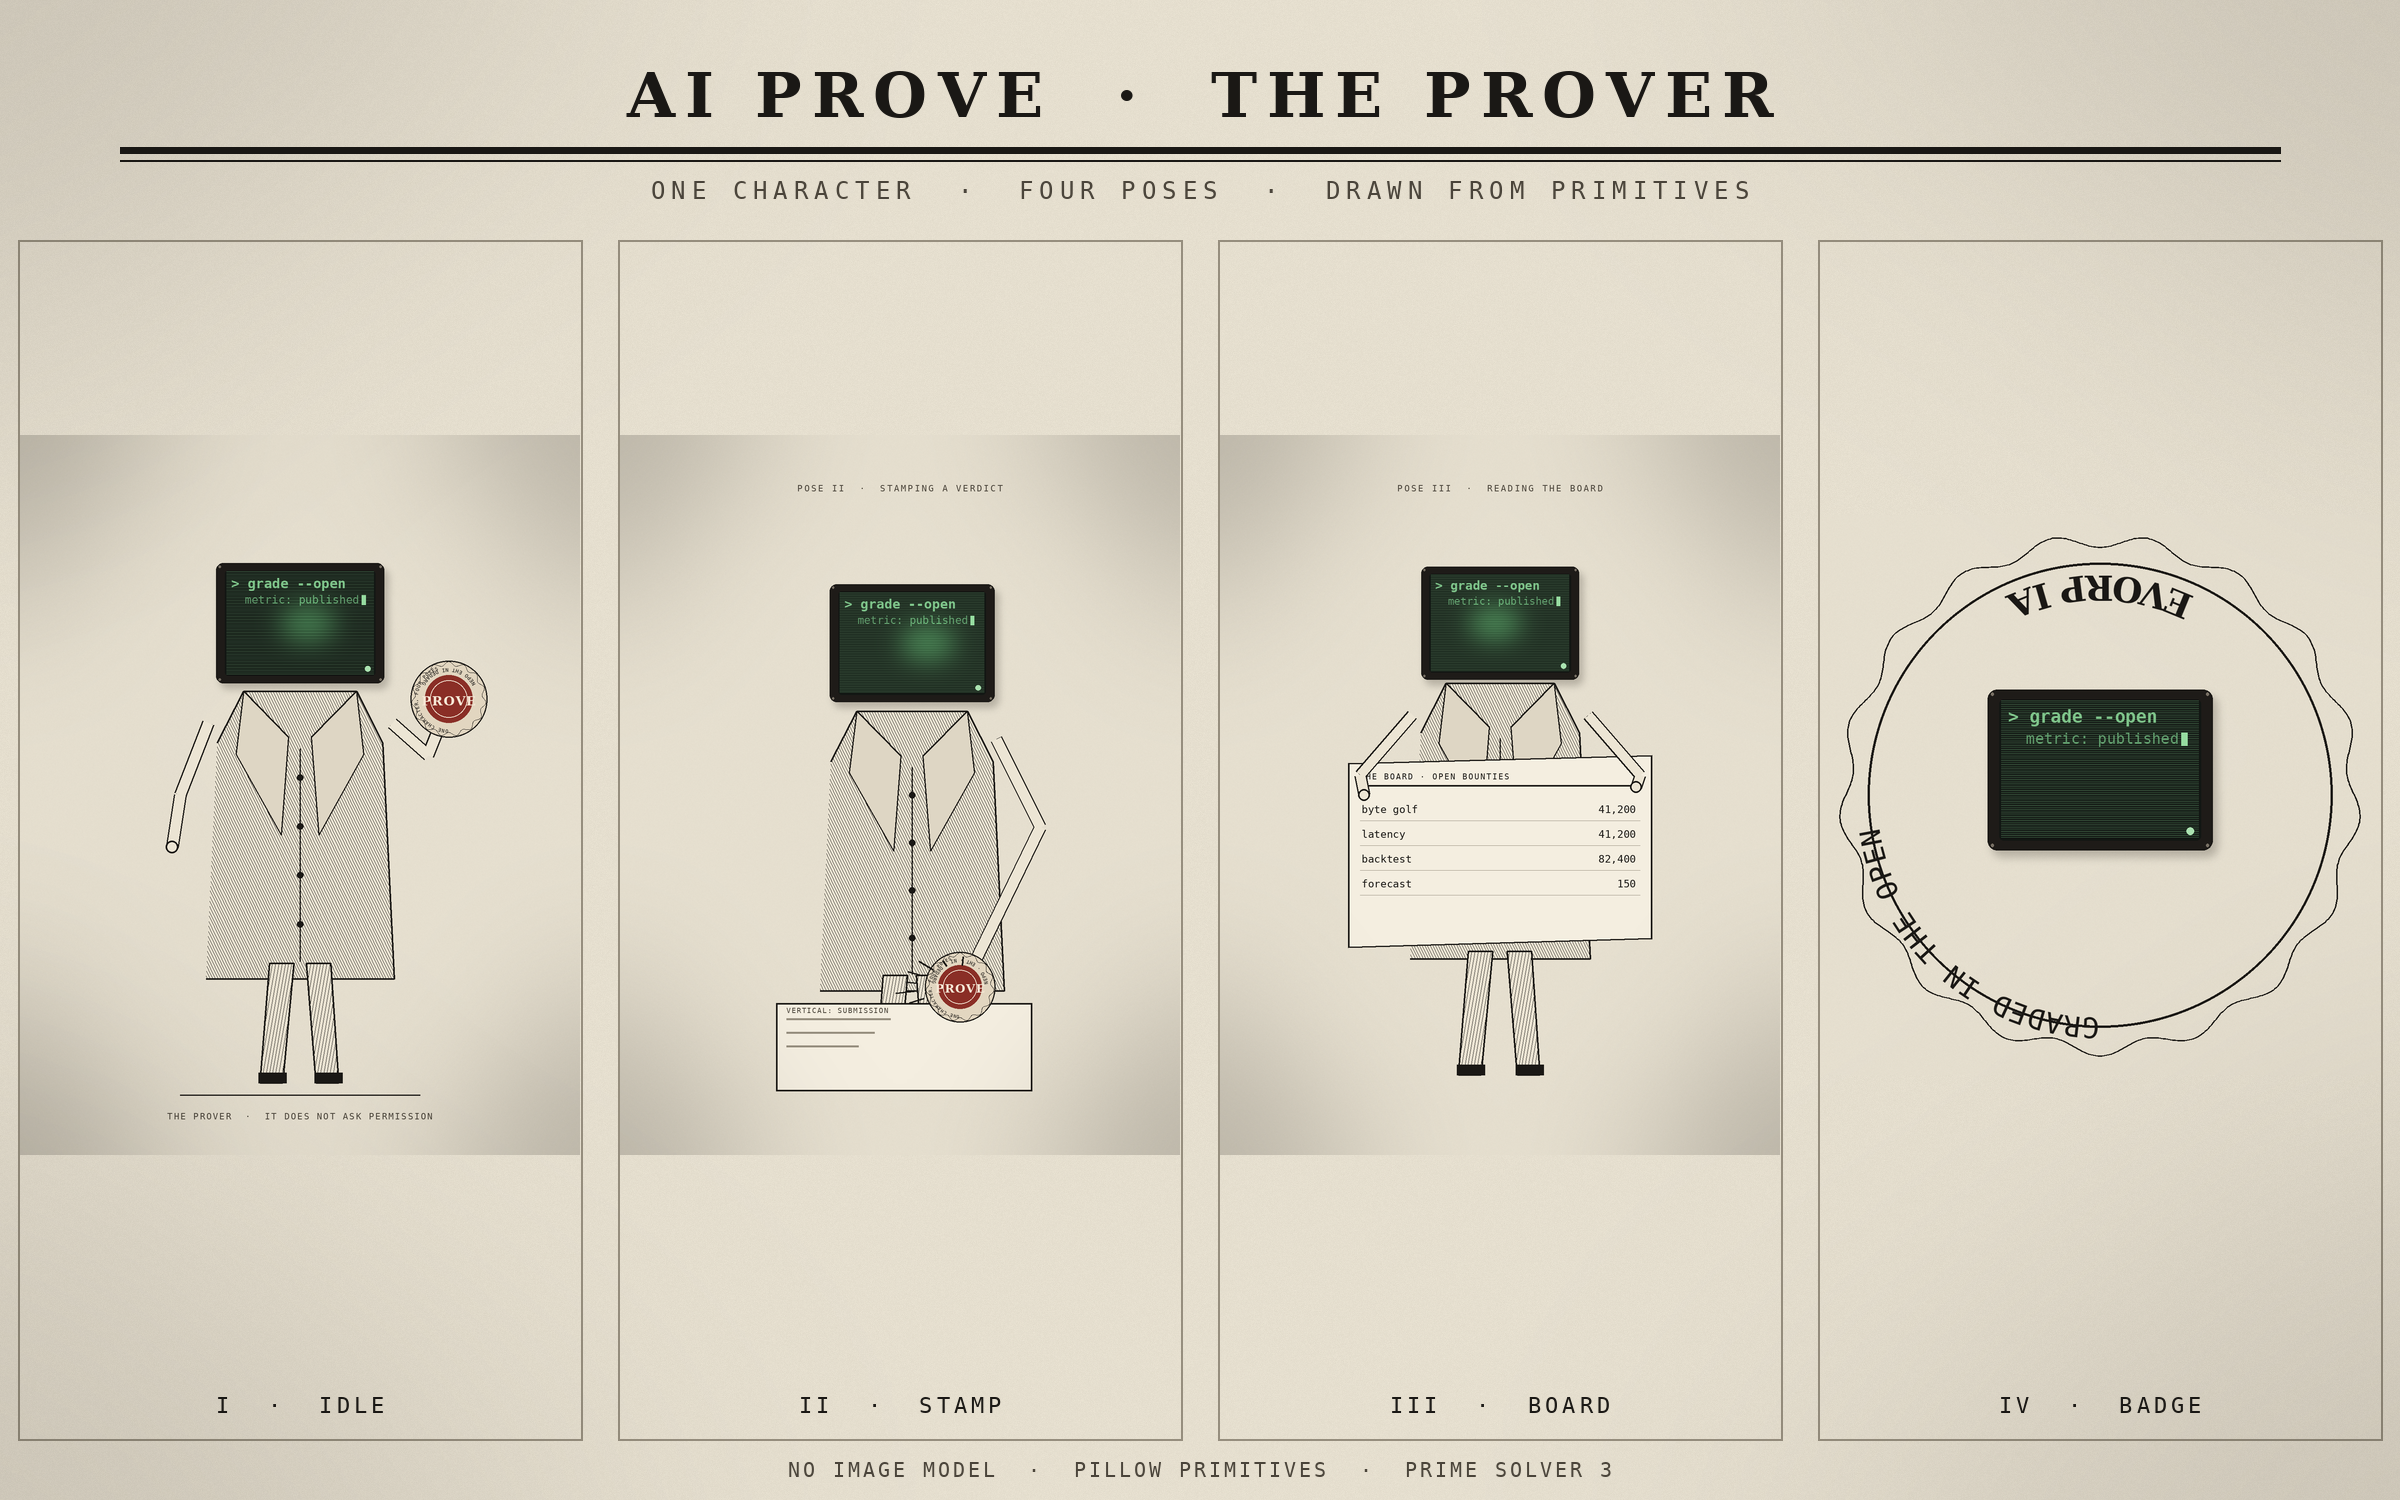 AI PROVE · THE PROVER
ONE CHARACTER · FOUR POSES · DRAWN FROM PRIMITIVES
> grade --open
metric: published
PROVE
THE PROVER · IT DOES NOT ASK PERMISSION
I · IDLE
POSE II · STAMPING A VERDICT
> grade --open
metric: published
PROVE
VERTICAL: SUBMISSION
II · STAMP
POSE III · READING THE BOARD
> grade --open
metric: published
HE BOARD · OPEN BOUNTIES
byte golf 41,200
latency 41,200
backtest 82,400
forecast 150
III · BOARD
AI PROVE
> grade --open
metric: published
GRADED IN THE OPEN
IV · BADGE
NO IMAGE MODEL · PILLOW PRIMITIVES · PRIME SOLVER 3